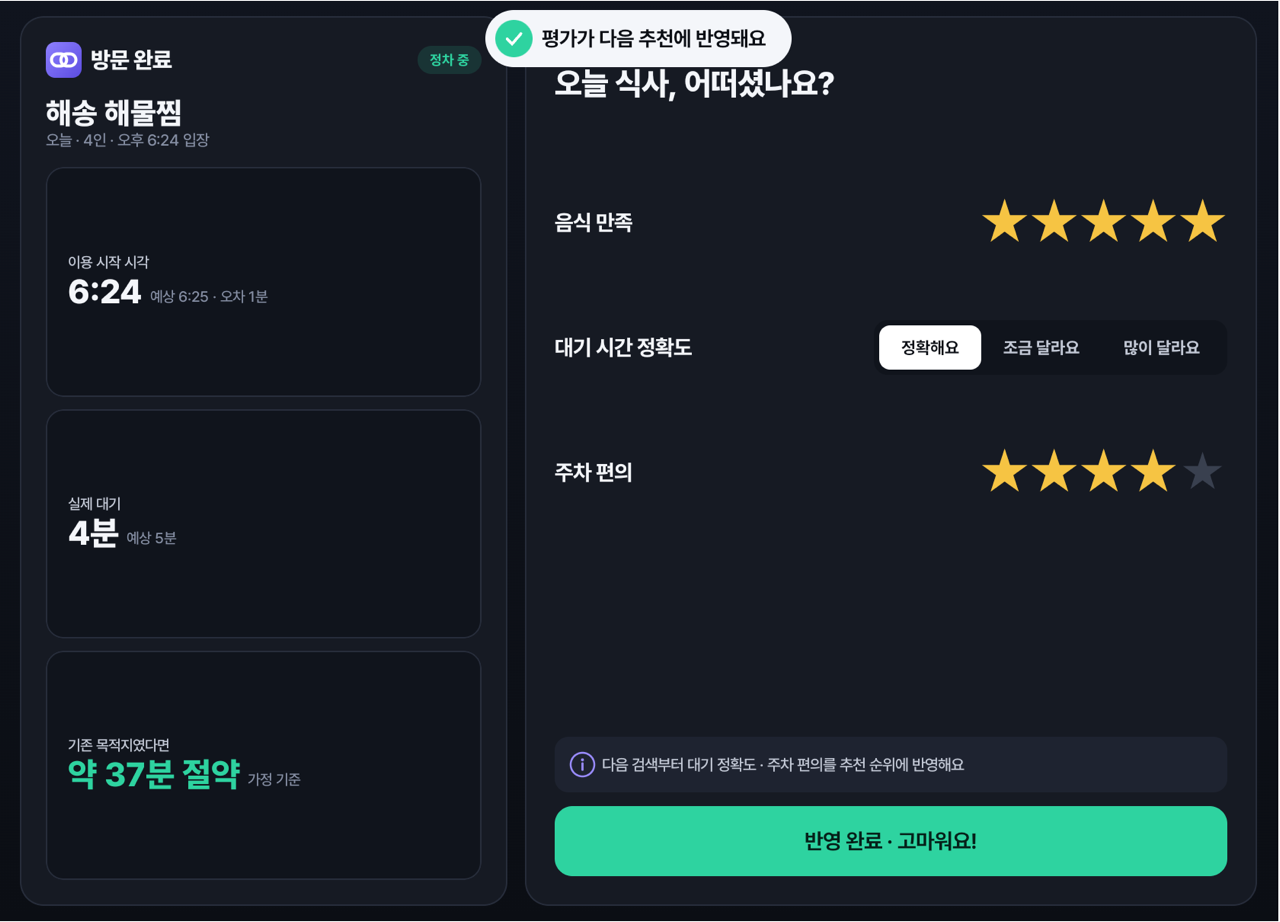 평가가 다음 추천에 반영돼요
방문 완료
정차 중
해송 해물찜
오늘 · 4인 · 오후 6:24 입장
이용 시작 시각
6:24 예상 6:25 · 오차 1분
실제 대기
4분 예상 5분
기존 목적지였다면
약 37분 절약 가정 기준
오늘 식사, 어떠셨나요?
음식 만족
대기 시간 정확도
정확해요 조금 달라요 많이 달라요
주차 편의
다음 검색부터 대기 정확도 · 주차 편의를 추천 순위에 반영해요
반영 완료 · 고마워요!